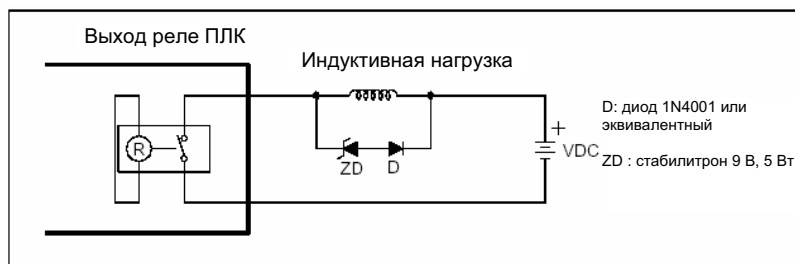 Выход реле ПЛК
Индуктивная нагрузка
R
ZD
D
+
VDC
D: диод 1N4001 или
эквивалентный
ZD : стабилитрон 9 В, 5 Вт